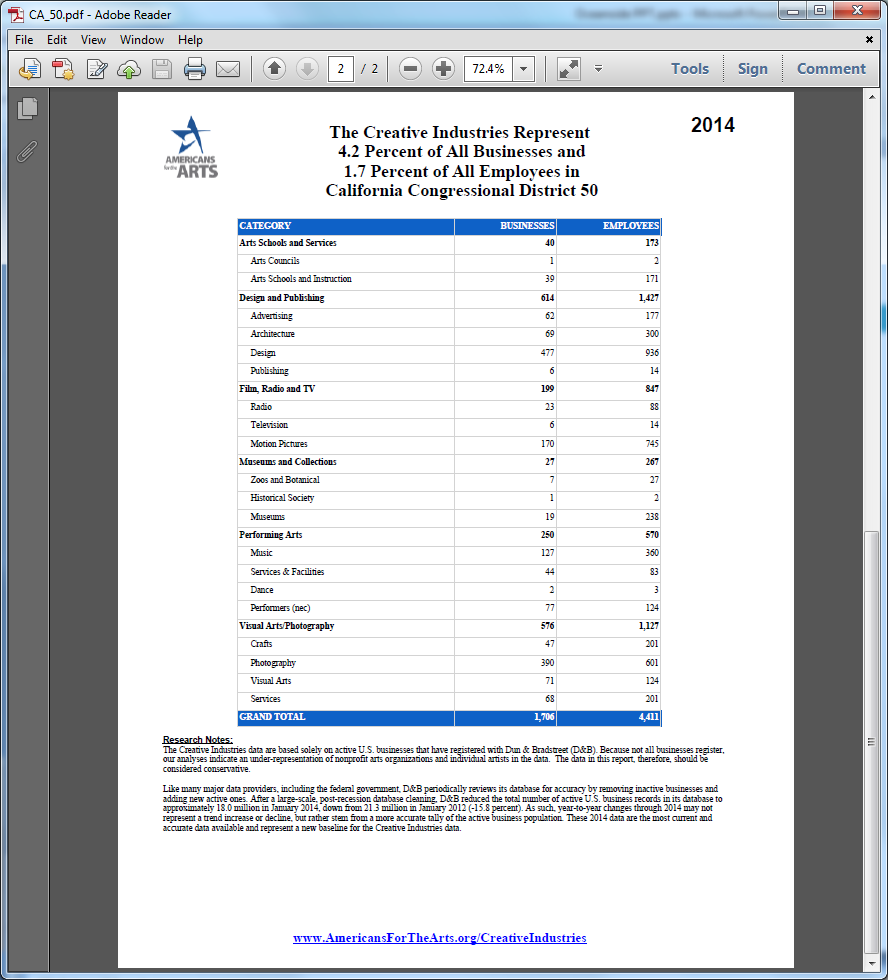 CA_50.pdf - Adobe Reader
File Edit View Window Help
2 / 2 72.4% Tools Sign Comment
2014
AMERICANS
for the ARTS
The Creative Industries Represent
4.2 Percent of All Businesses and
1.7 Percent of All Employees in
California Congressional District 50
CATEGORY BUSINESSES EMPLOYEES
Arts Schools and Services 40 173
Arts Councils 1 2
Arts Schools and Instruction 39 171
Design and Publishing 614 1,427
Advertising 62 177
Architecture 69 300
Design 477 936
Publishing 6 14
Film, Radio and TV 199 847
Radio 23 88
Television 6 14
Motion Pictures 170 745
Museums and Collections 27 267
Zoos and Botanical 7 27
Historical Society 1 2
Museums 19 238
Performing Arts 250 570
Music 127 360
Services & Facilities 44 83
Dance 2 3
Performers (nec) 77 124
Visual Arts/Photography 576 1,127
Crafts 47 201
Photography 390 601
Visual Arts 71 124
Services 68 201
GRAND TOTAL 1,706 4,411
Research Notes:
The Creative Industries data are based solely on active U.S. businesses that have registered with Dun & Bradstreet (D&B). Because not all businesses register,
our analyses indicate an under-representation of nonprofit arts organizations and individual artists in the data. The data in this report, therefore, should be
considered conservative.
Like many major data providers, including the federal government, D&B periodically reviews its database for accuracy by removing inactive businesses and
adding new active ones. After a large-scale, post-recession database cleaning, D&B reduced the total number of active U.S. business records in its database to
approximately 18.0 million in January 2014, down from 21.3 million in January 2012 (-15.8 percent). As such, year-to-year changes through 2014 may not
represent a trend increase or decline, but rather stem from a more accurate tally of the active business population. These 2014 data are the most current and
accurate data available and represent a new baseline for the Creative Industries data.
www.AmericansForTheArts.org/CreativeIndustries